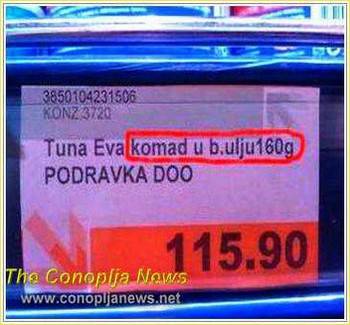 3850104231506
KONZ 3720
Tuna Eva komad u b.ulju160g
PODRAVKA DOO
115.90
The Conoplja News
www.conopljanews.net